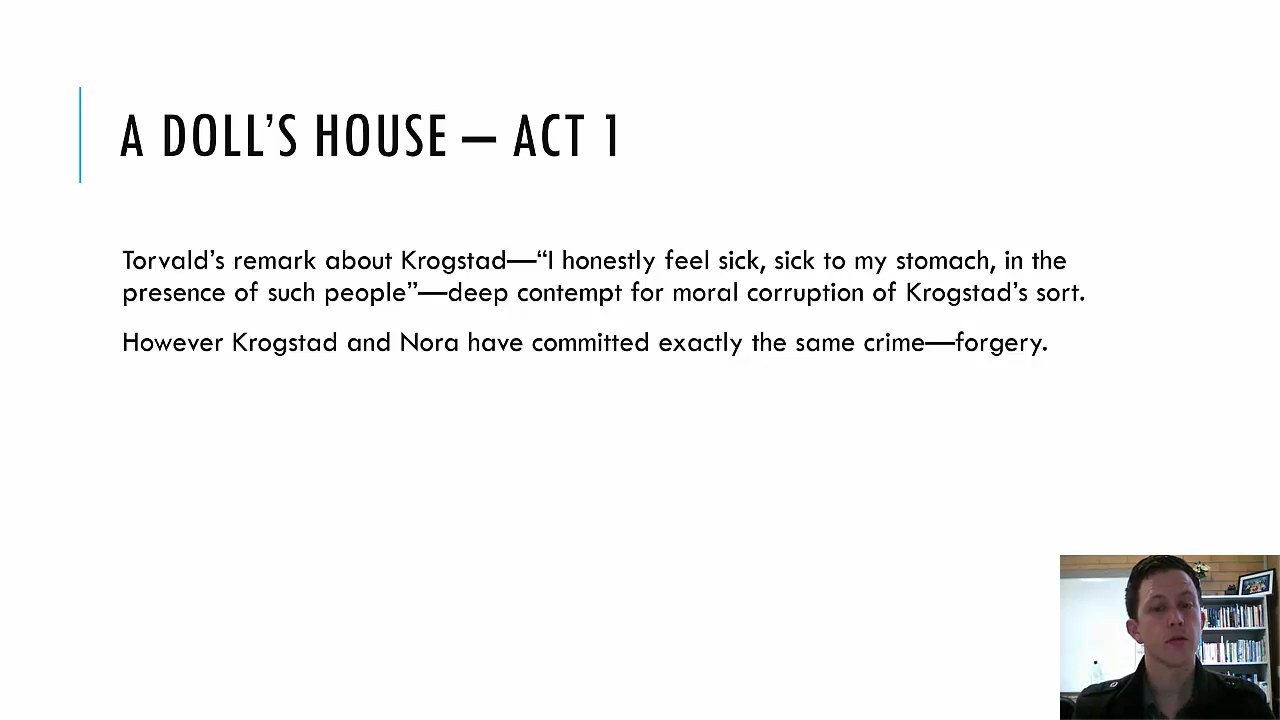 A DOLL’S HOUSE – ACT 1
Torvald’s remark about Krogstad—“I honestly feel sick, sick to my stomach, in the
presence of such people”—deep contempt for moral corruption of Krogstad’s sort.
However Krogstad and Nora have committed exactly the same crime—forgery.